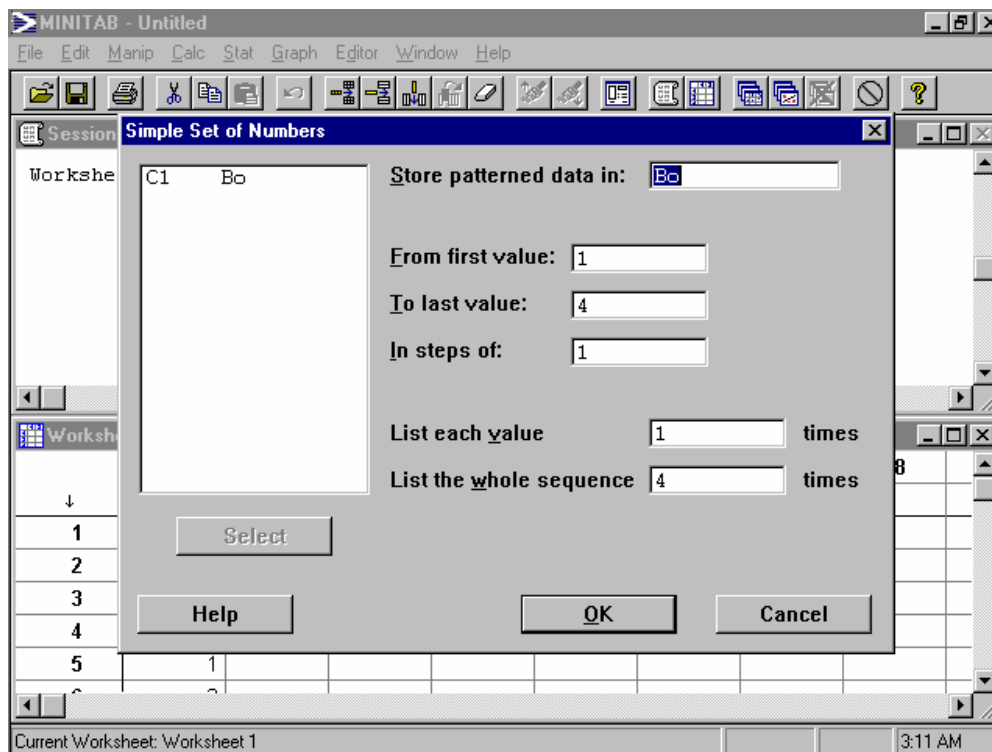 MINITAB - Untitled
File Edit Manip Calc Stat Graph Editor Window Help
Session
Simple Set of Numbers
Workshe
C1 Bo
Store patterned data in: Bo
From first value: 1
To last value: 4
In steps of: 1
Worksh
List each value 1 times
8
List the whole sequence 4 times
↓
1
Select
2
3
Help OK Cancel
4
5 1
Current Worksheet: Worksheet 1 3:11 AM